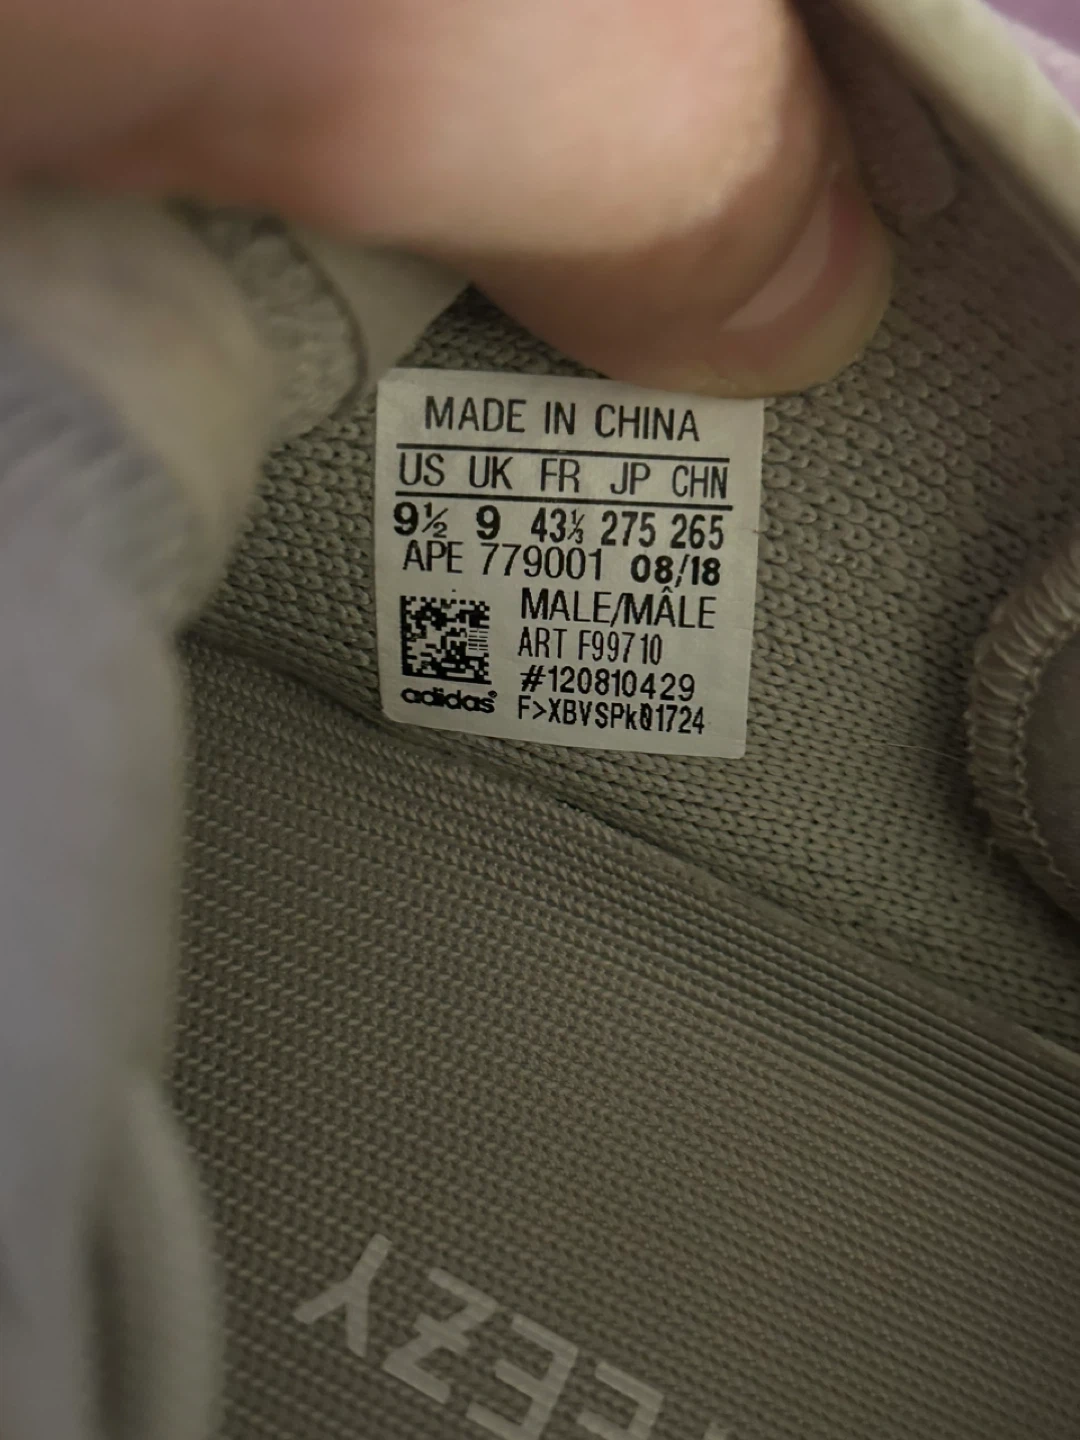 MADE IN CHINA
US UK FR JP CHN
9½ 9 43⅓ 275 265
APE 779001 08/18
MALE/MÂLE
ART F99710
#120810429
adidas®
YEEZY